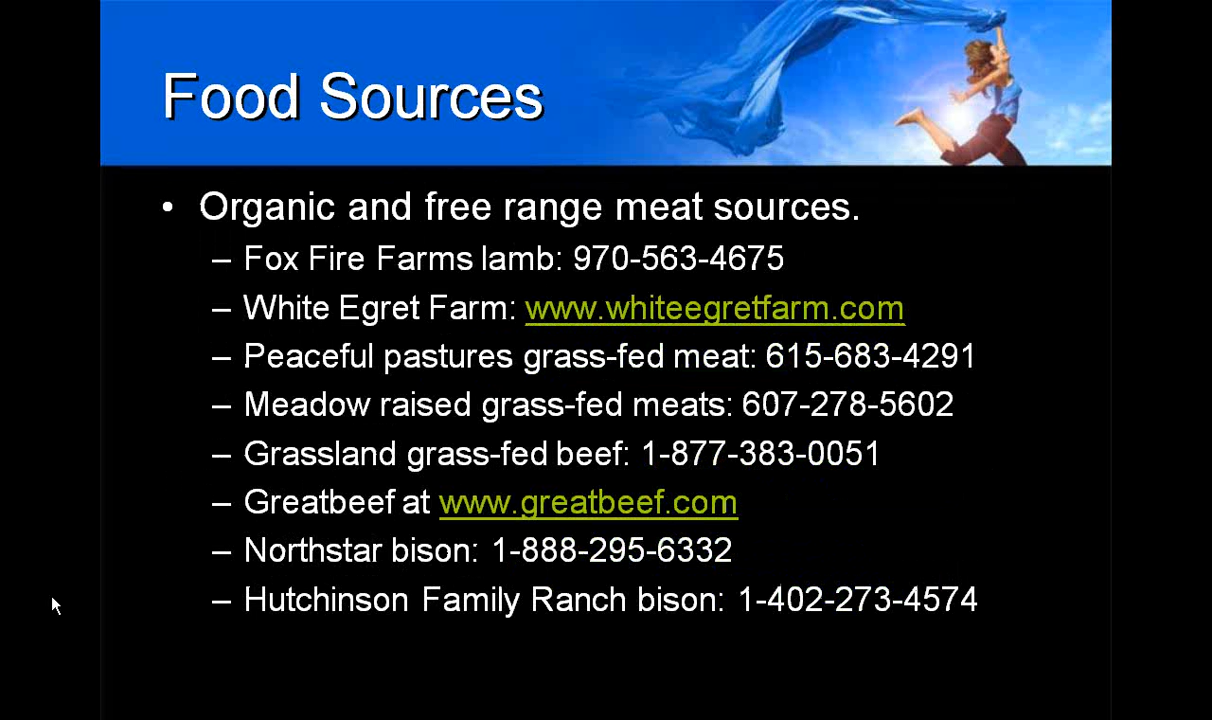 Food Sources
• Organic and free range meat sources.
– Fox Fire Farms lamb: 970-563-4675
– White Egret Farm: www.whiteegretfarm.com
– Peaceful pastures grass-fed meat: 615-683-4291
– Meadow raised grass-fed meats: 607-278-5602
– Grassland grass-fed beef: 1-877-383-0051
– Greatbeef at www.greatbeef.com
– Northstar bison: 1-888-295-6332
– Hutchinson Family Ranch bison: 1-402-273-4574